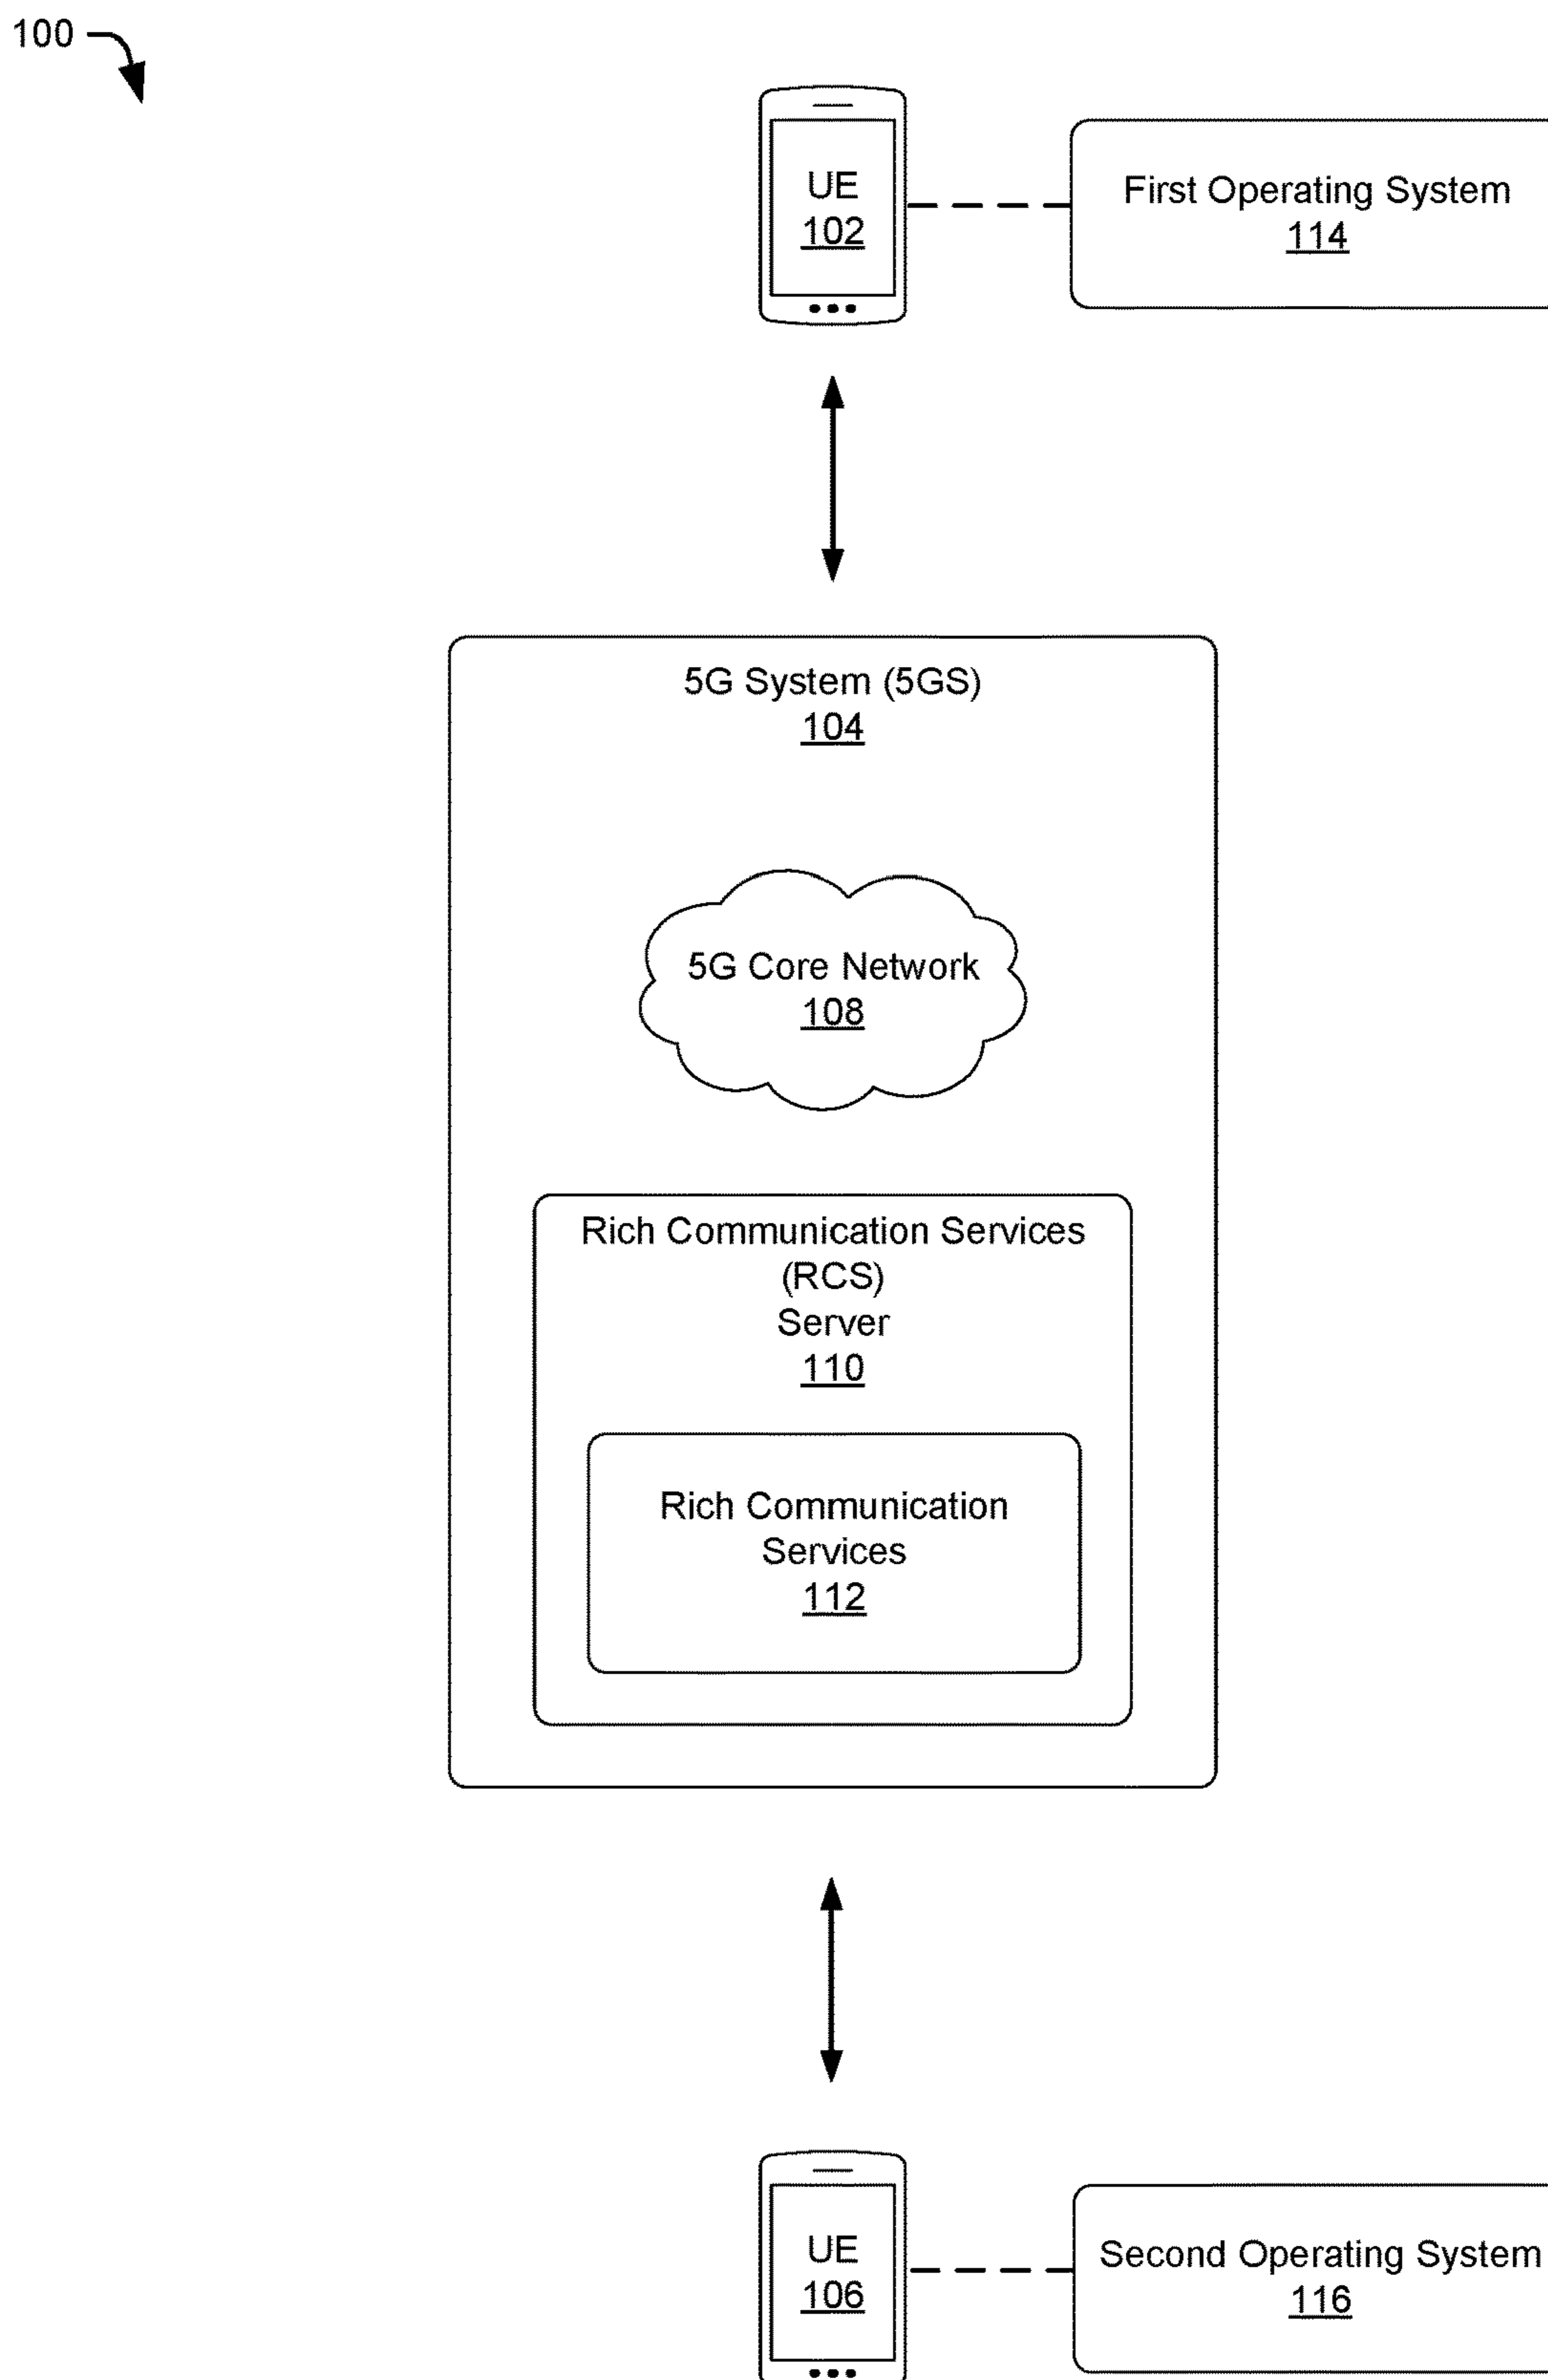 100
UE
102
First Operating System
114
5G System (5GS)
104
5G Core Network
108
Rich Communication Services
(RCS)
Server
110
Rich Communication
Services
112
UE
106
Second Operating System
116